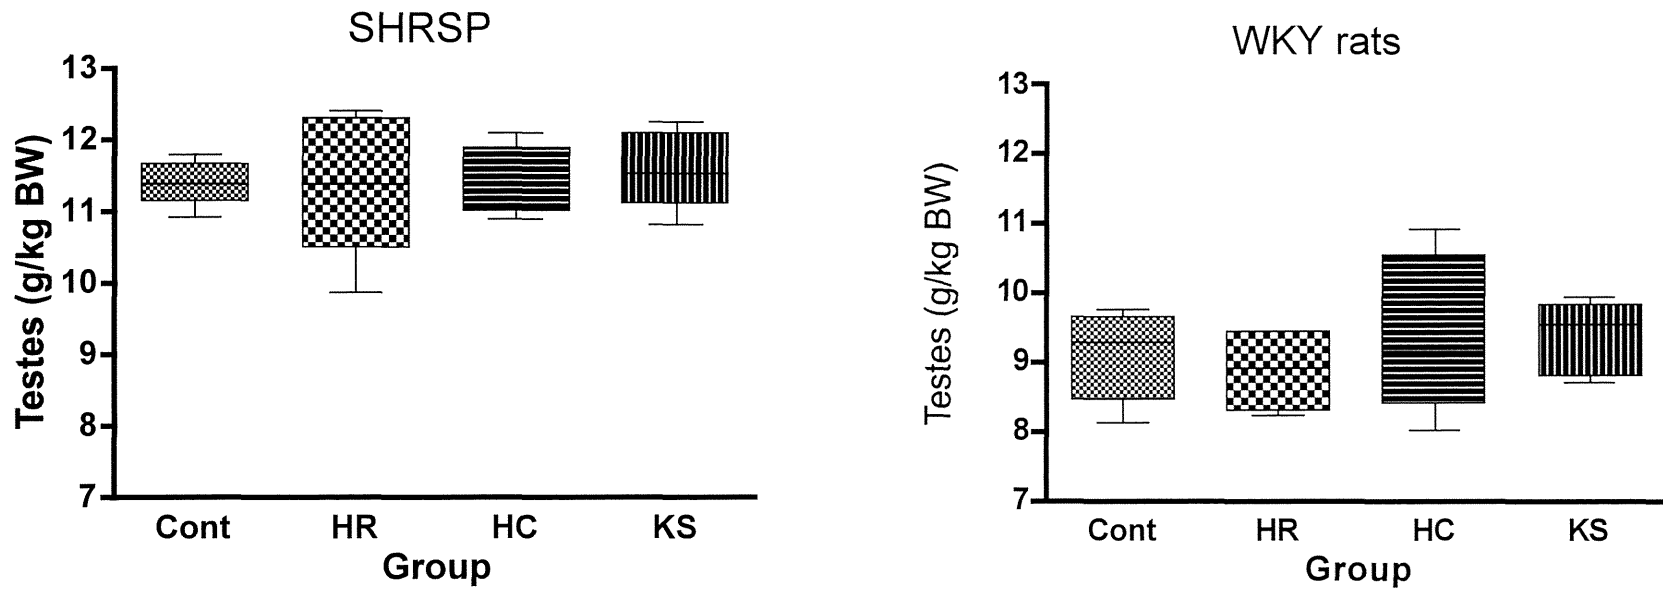 SHRSP
Testes (g/kg BW)
13
12
11
10
9
8
7
Cont HR HC KS
Group
WKY rats
Testes (g/kg BW)
13
12
11
10
9
8
7
Cont HR HC KS
Group